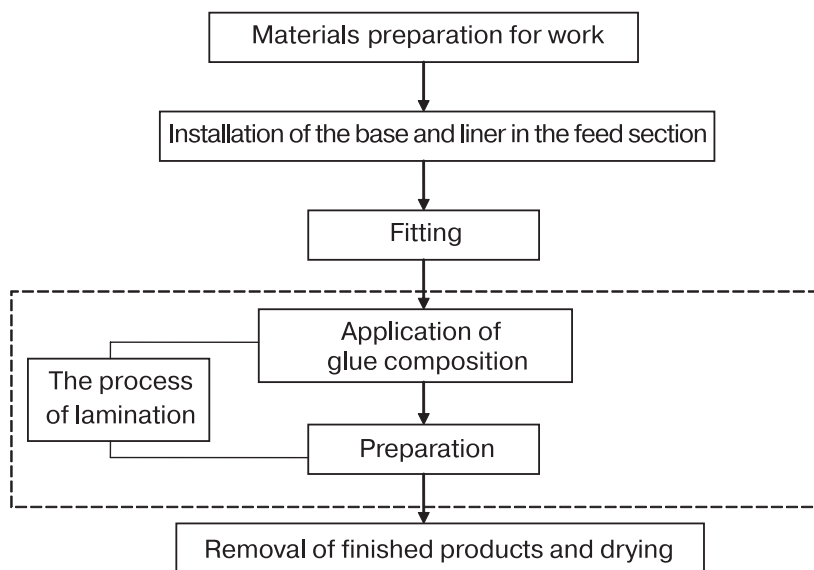 Materials preparation for work
Installation of the base and liner in the feed section
Fitting
Application of
glue composition
The process
of lamination
Preparation
Removal of finished products and drying